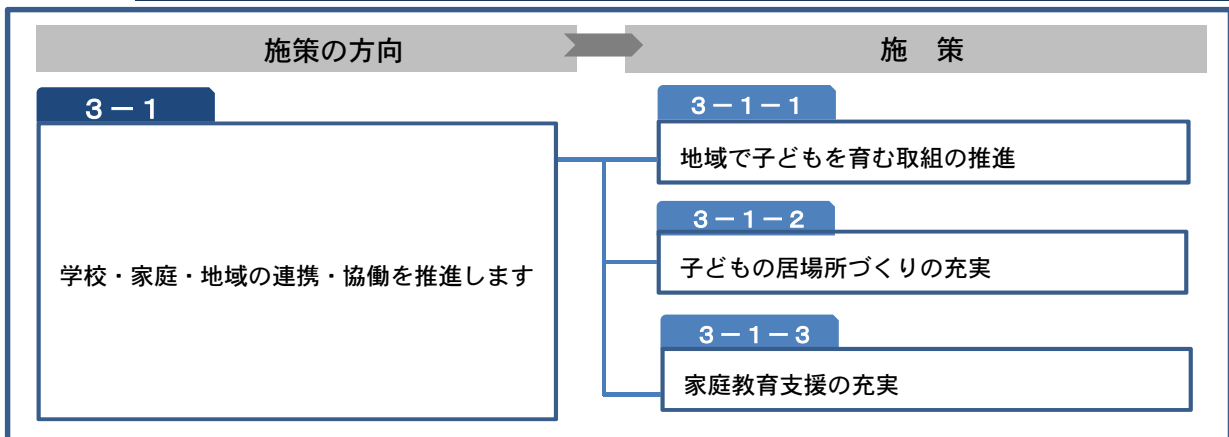 施策の方向
施　策
３－１
学校・家庭・地域の連携・協働を推進します
３－１－１
地域で子どもを育む取組の推進
３－１－２
子どもの居場所づくりの充実
３－１－３
家庭教育支援の充実